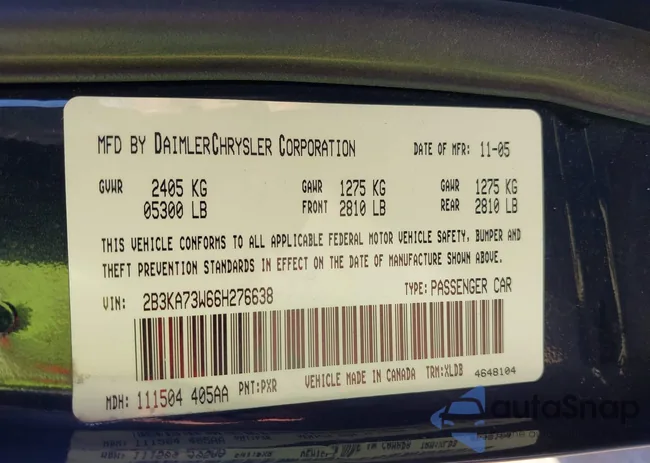 MFD BY DAIMLERCHRYSLER CORPORATION DATE OF MFR: 11-05
GVWR 2405 KG GAWR 1275 KG GAWR 1275 KG
05300 LB FRONT 2810 LB REAR 2810 LB
THIS VEHICLE CONFORMS TO ALL APPLICABLE FEDERAL MOTOR VEHICLE SAFETY, BUMPER AND
THEFT PREVENTION STANDARDS IN EFFECT ON THE DATE OF MANUFACTURE SHOWN ABOVE.
VIN: 2B3KA73W66H276638 TYPE: PASSENGER CAR
MDH: 111504 405AA PNT: PXR VEHICLE MADE IN CANADA TRM: XLDB 4648104
autoSnap